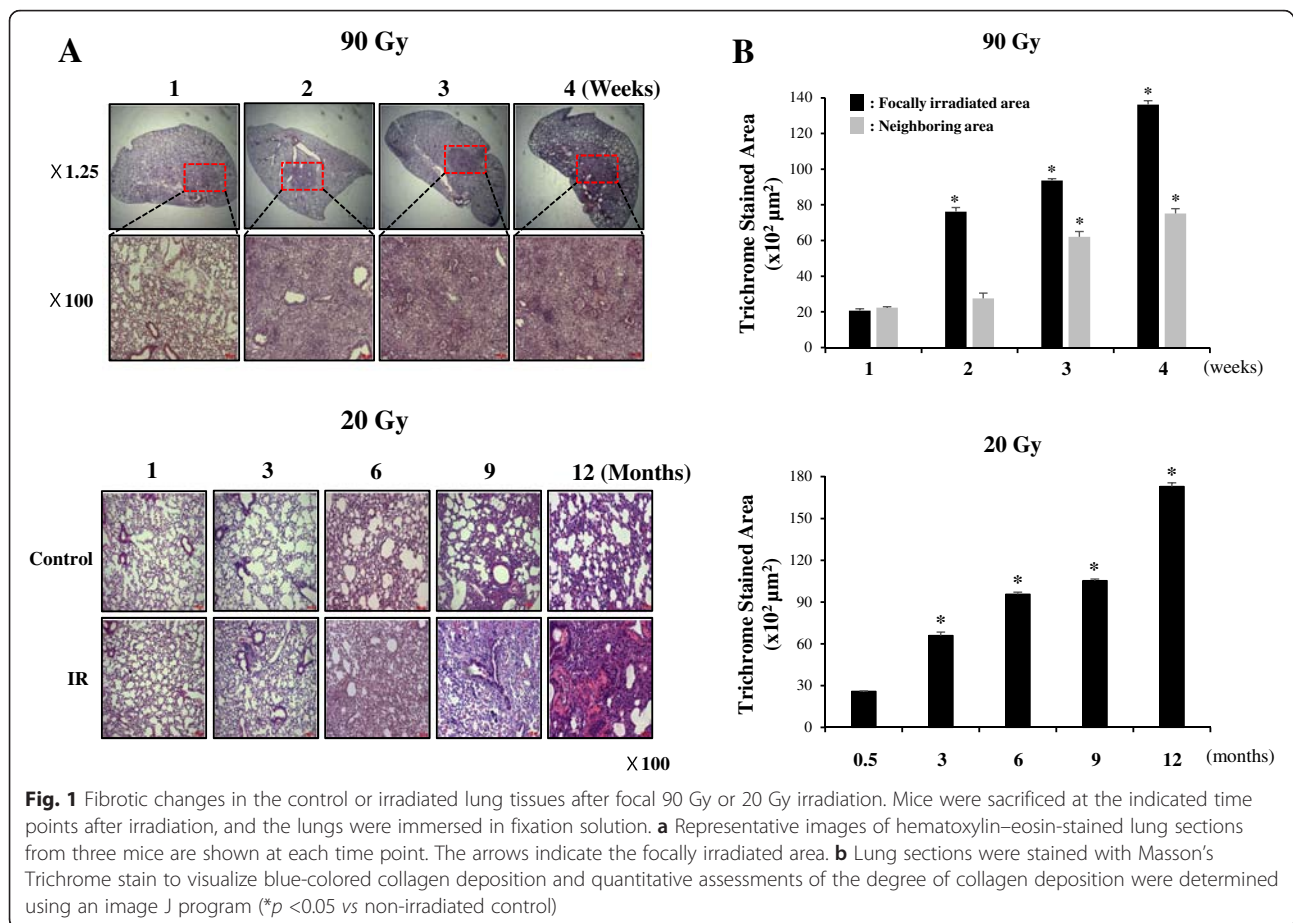 A
90 Gy
1 2 3 4 (Weeks)
X 1.25
X 100
20 Gy
1 3 6 9 12 (Months)
Control
IR
X 100
B
90 Gy
: Focally irradiated area
: Neighboring area
Trichrome Stained Area
(x10² µm²)
140
120
100
80
60
40
20
0
* * * * *
1 2 3 4 (weeks)
20 Gy
Trichrome Stained Area
(x10² µm²)
180
150
120
90
60
30
0
* * * *
0.5 3 6 9 12 (months)
Fig. 1 Fibrotic changes in the control or irradiated lung tissues after focal 90 Gy or 20 Gy irradiation. Mice were sacrificed at the indicated time
points after irradiation, and the lungs were immersed in fixation solution. a Representative images of hematoxylin–eosin-stained lung sections
from three mice are shown at each time point. The arrows indicate the focally irradiated area. b Lung sections were stained with Masson's
Trichrome stain to visualize blue-colored collagen deposition and quantitative assessments of the degree of collagen deposition were determined
using an image J program (*p <0.05 vs non-irradiated control)